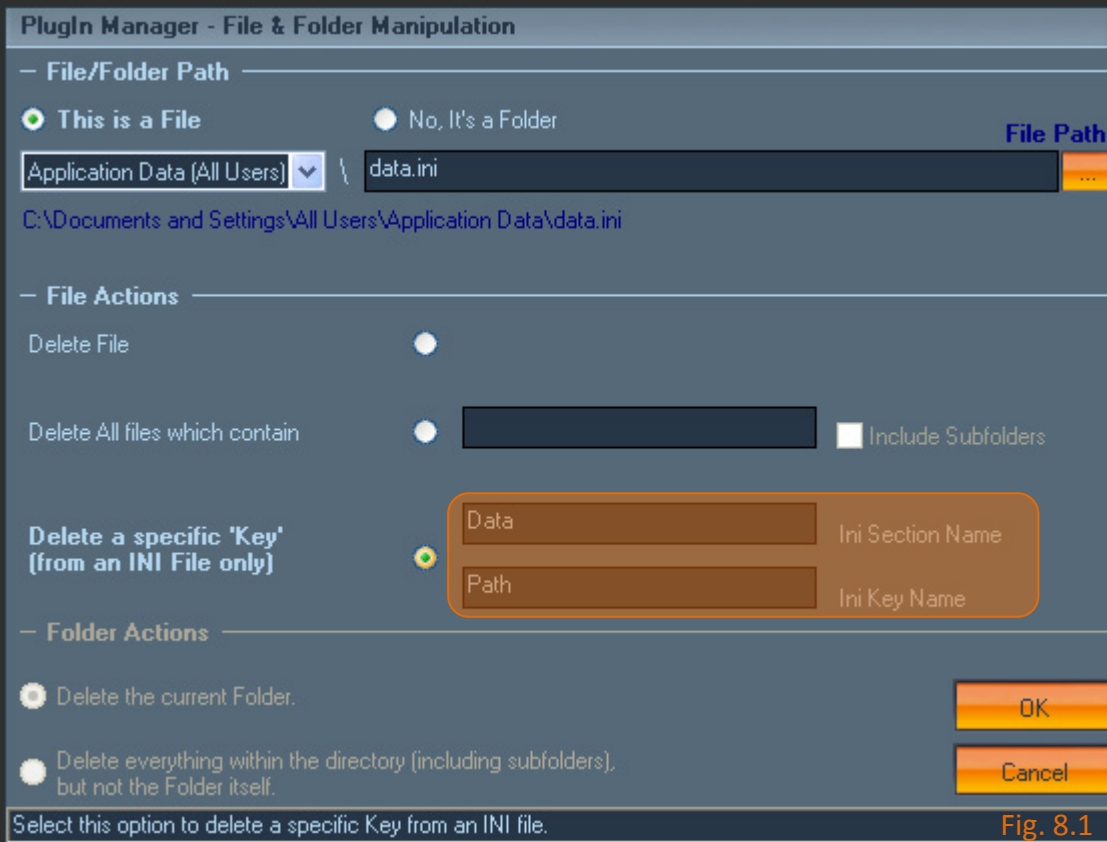 PlugIn Manager - File & Folder Manipulation
File/Folder Path
This is a File
No, It's a Folder
File Path
Application Data (All Users) \ data.ini ...
C:\Documents and Settings\All Users\Application Data\data.ini
File Actions
Delete File
Delete All files which contain
Include Subfolders
Delete a specific 'Key'
(from an INI File only)
Data
Ini Section Name
Path
Ini Key Name
Folder Actions
Delete the current Folder.
OK
Delete everything within the directory (including subfolders),
but not the Folder itself.
Cancel
Select this option to delete a specific Key from an INI file.
Fig. 8.1